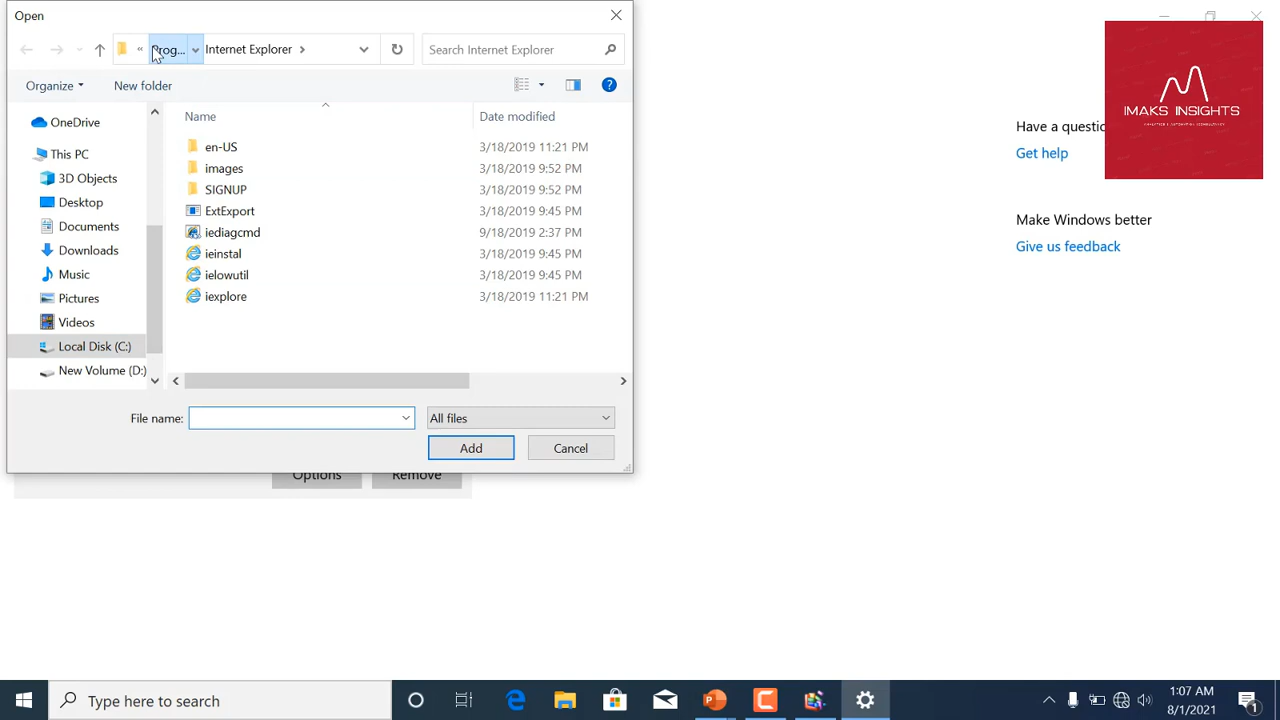 Open
« Prog... Internet Explorer
Search Internet Explorer
Organize
New folder
OneDrive
This PC
3D Objects
Desktop
Documents
Downloads
Music
Pictures
Videos
Local Disk (C:)
New Volume (D:)
Name Date modified
en-US 3/18/2019 11:21 PM
images 3/18/2019 9:52 PM
SIGNUP 3/18/2019 9:52 PM
ExtExport 3/18/2019 9:45 PM
iediagcmd 9/18/2019 2:37 PM
ieinstal 3/18/2019 9:45 PM
ielowutil 3/18/2019 9:45 PM
iexplore 3/18/2019 11:21 PM
File name:
All files
Add Cancel
Options Remove
IMAKS INSIGHTS
Have a questic
Get help
Make Windows better
Give us feedback
Type here to search
1:07 AM
8/1/2021
1